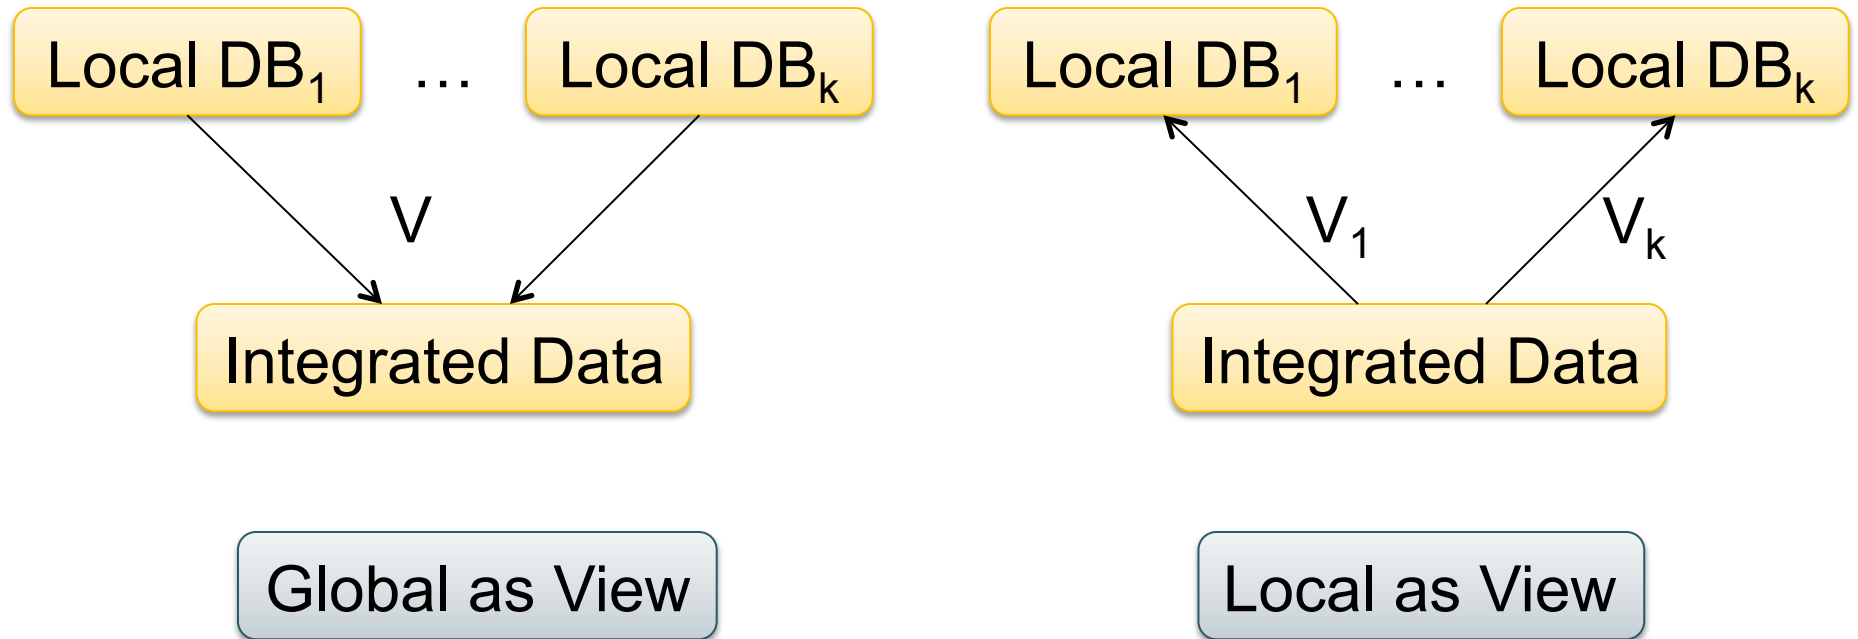 Local DB₁ … Local DBₖ
V
Integrated Data
Global as View
Local DB₁ … Local DBₖ
V₁ Vₖ
Integrated Data
Local as View